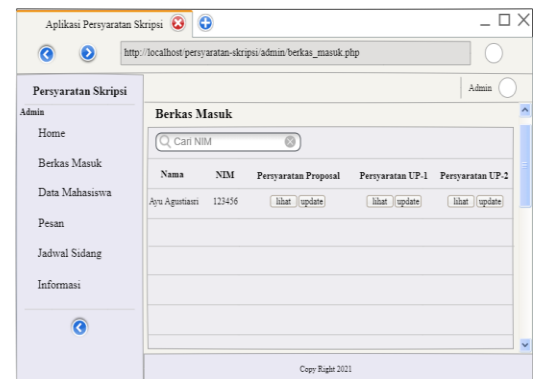 Aplikasi Persyaratan Skripsi
http://localhost/persyaratan-skripsi/admin/berkas_masuk.php
Persyaratan Skripsi
Admin
Admin
Home
Berkas Masuk
Data Mahasiswa
Pesan
Jadwal Sidang
Informasi
Berkas Masuk
Cari NIM
Nama NIM Persyaratan Proposal Persyaratan UP-1 Persyaratan UP-2
Ayu Agustiasri 123456 lihat update lihat update lihat update
Copy Right 2021